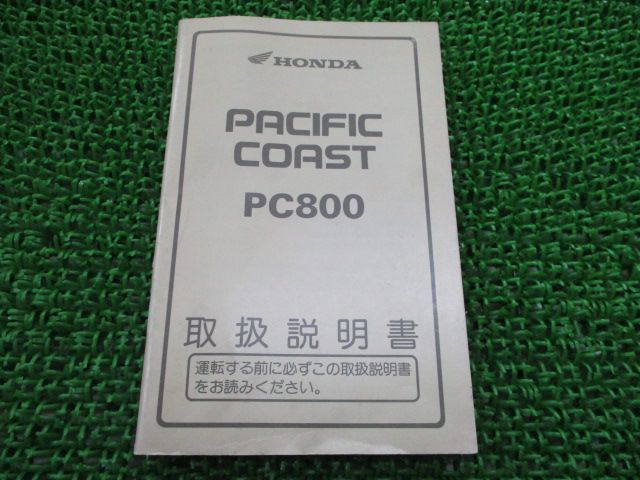 HONDA
PACIFIC
COAST
PC800
取扱説明書
運転する前に必ずこの取扱説明書
をお読みください。